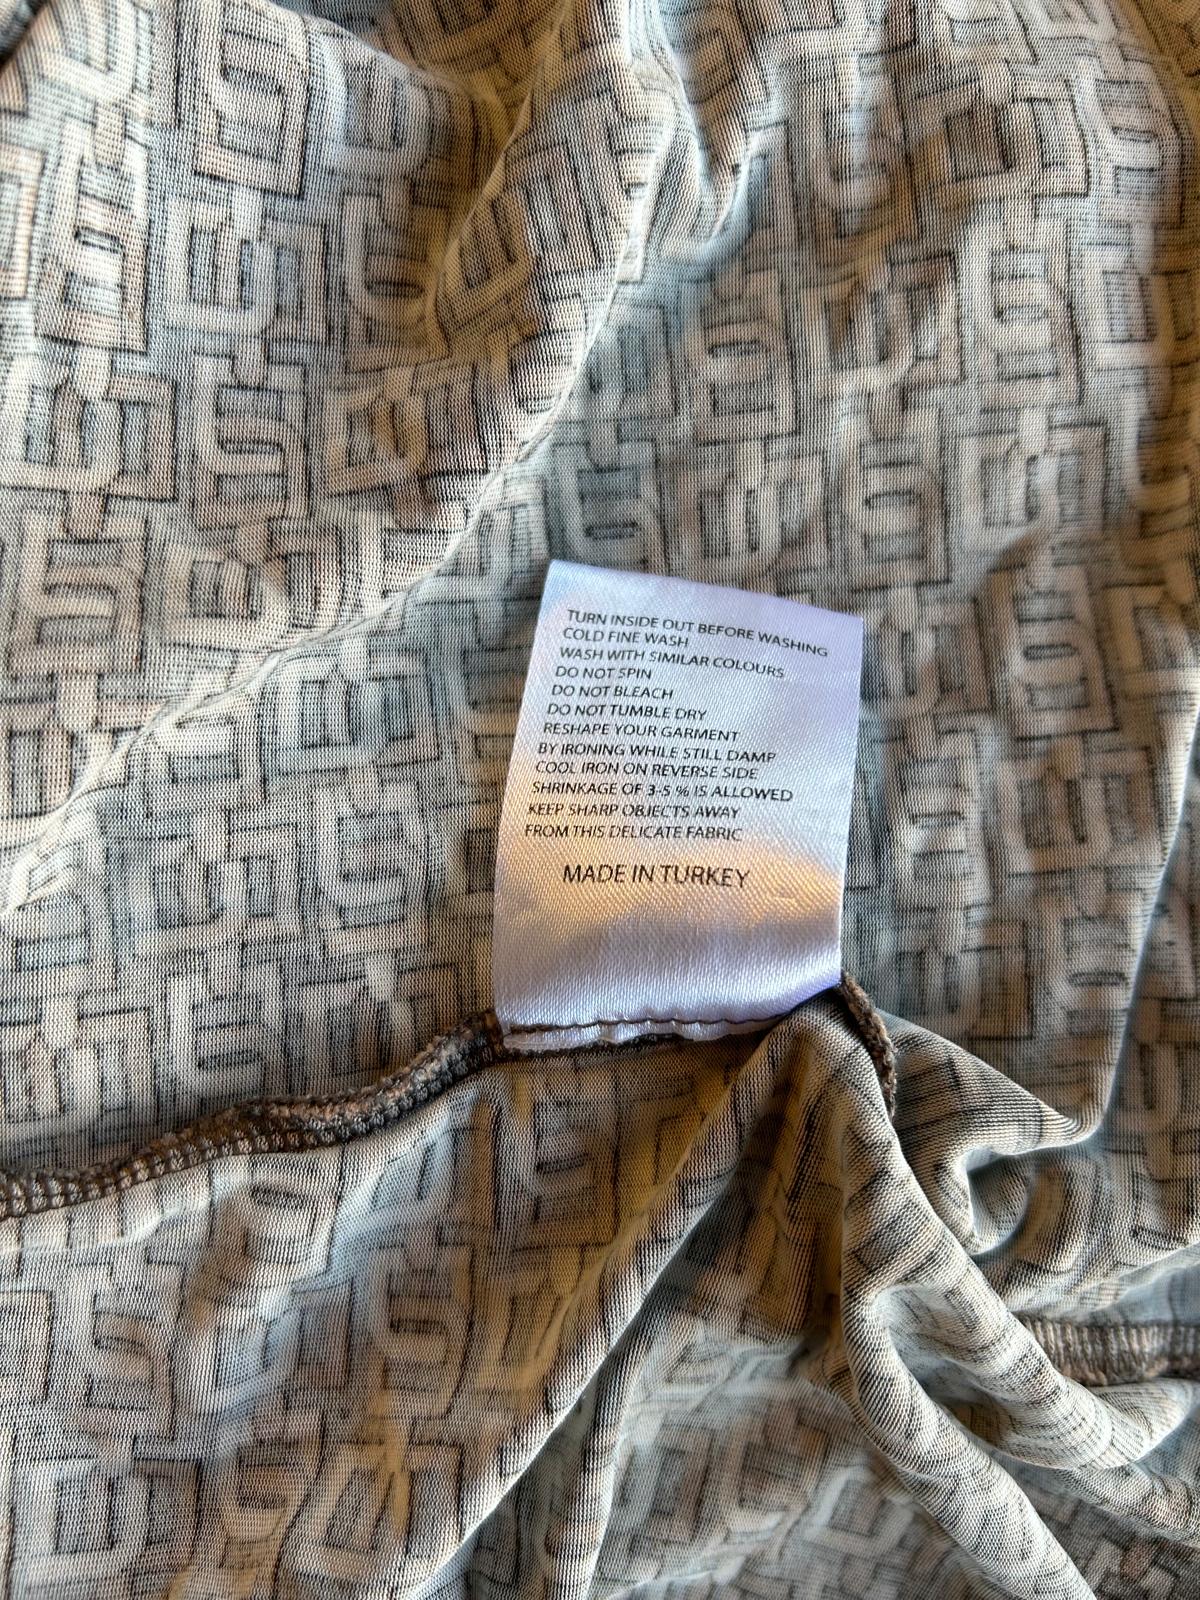 TURN INSIDE OUT BEFORE WASHING
COLD FINE WASH
WASH WITH SIMILAR COLOURS
DO NOT SPIN
DO NOT BLEACH
DO NOT TUMBLE DRY
RESHAPE YOUR GARMENT
BY IRONING WHILE STILL DAMP
COOL IRON ON REVERSE SIDE
SHRINKAGE OF 3-5 % IS ALLOWED
KEEP SHARP OBJECTS AWAY
FROM THIS DELICATE FABRIC
MADE IN TURKEY